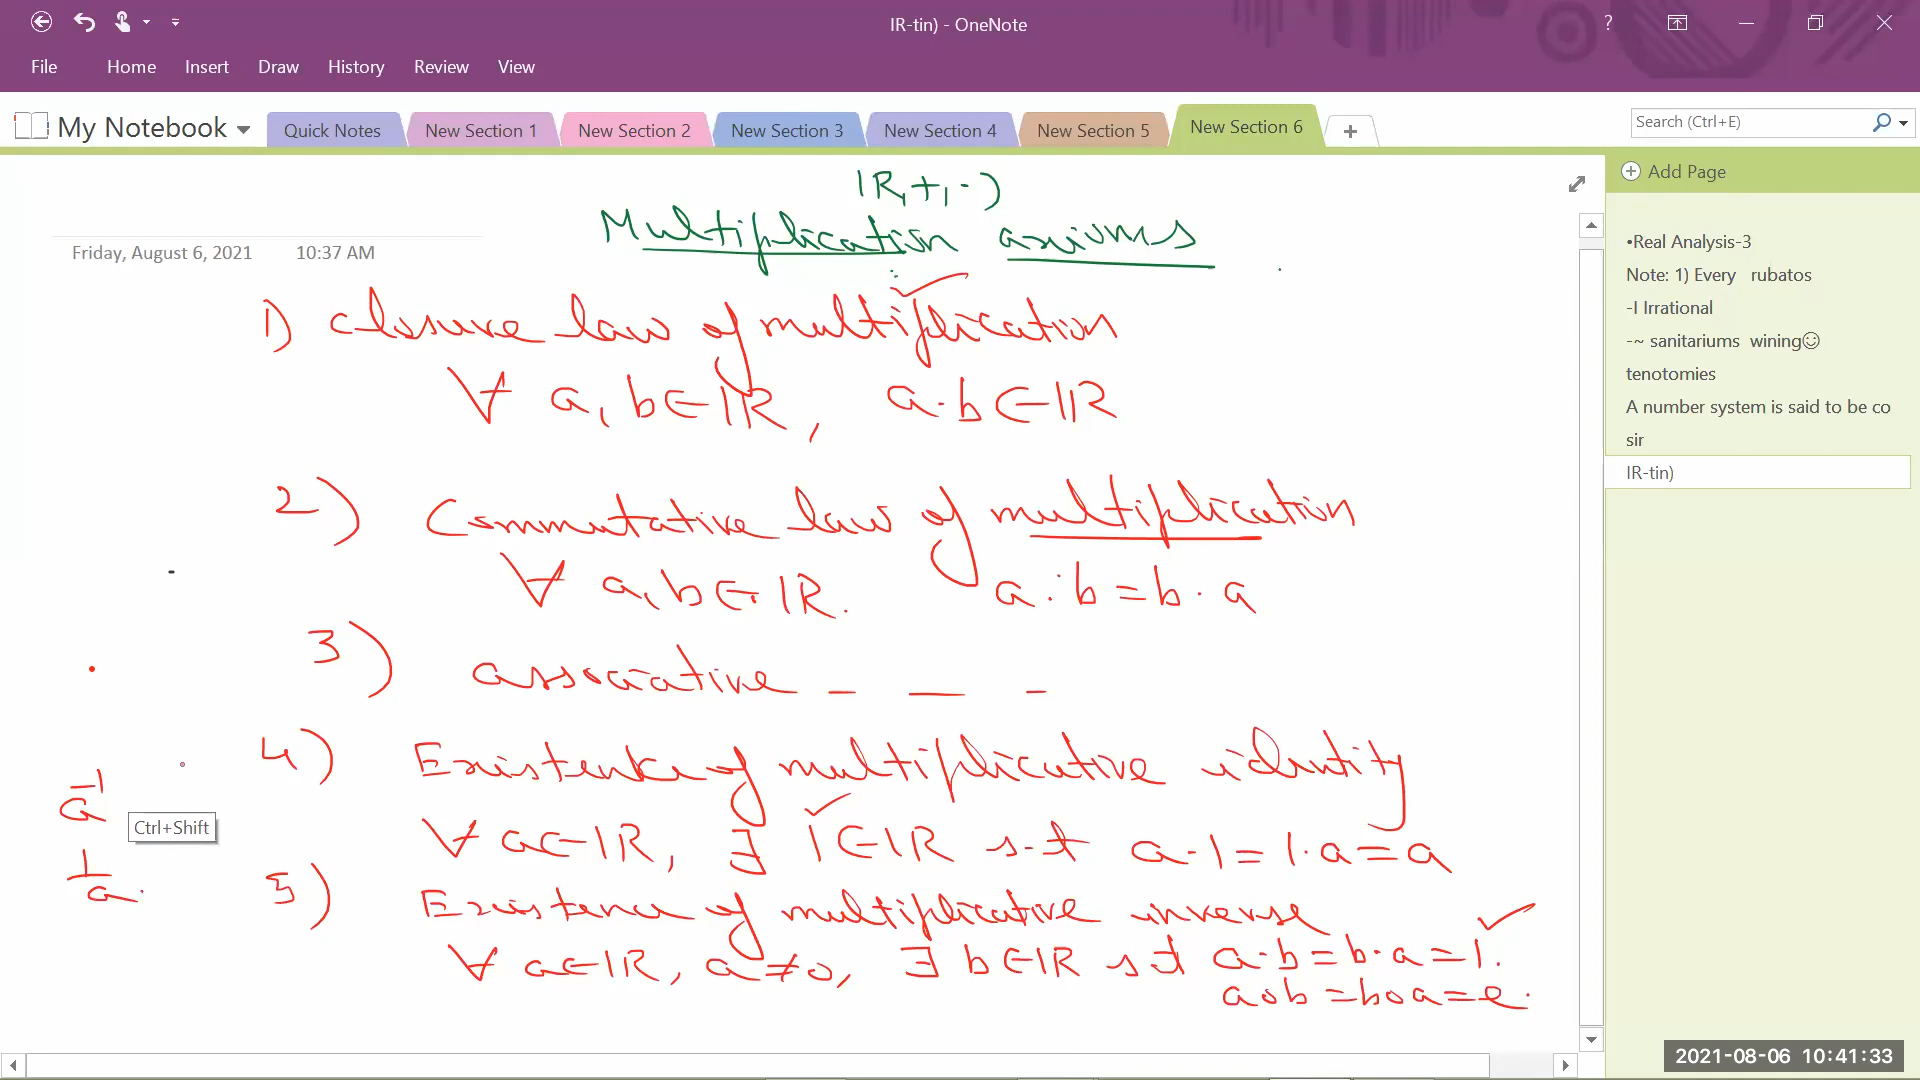 IR-tin) - OneNote
?
File Home Insert Draw History Review View
My Notebook Quick Notes New Section 1 New Section 2 New Section 3 New Section 4 New Section 5 New Section 6 +
Search (Ctrl+E)
Add Page
•Real Analysis-3
Note: 1) Every rubatos
-I Irrational
-~ sanitariums wining☺
tenotomies
A number system is said to be co
sir
IR-tin)
Friday, August 6, 2021 10:37 AM
IR, +, ·)
Multiplication axioms
1) closure law of multiplication
∀ a, b ∈ IR, a·b ∈ IR
2) Commutative law of multiplication
∀ a, b ∈ IR. a·b = b·a
3) associative - — -
4) Existence of multiplicative identity
∀ a ∈ IR, ∃ 1 ∈ IR s.t a·1 = 1·a = a
5) Existence of multiplicative inverse
∀ a ∈ IR, a ≠ 0, ∃ b ∈ IR s t a·b = b·a = 1.
aob = boa = e.
a⁻¹
Ctrl+Shift
1/a.
2021-08-06 10:41:33